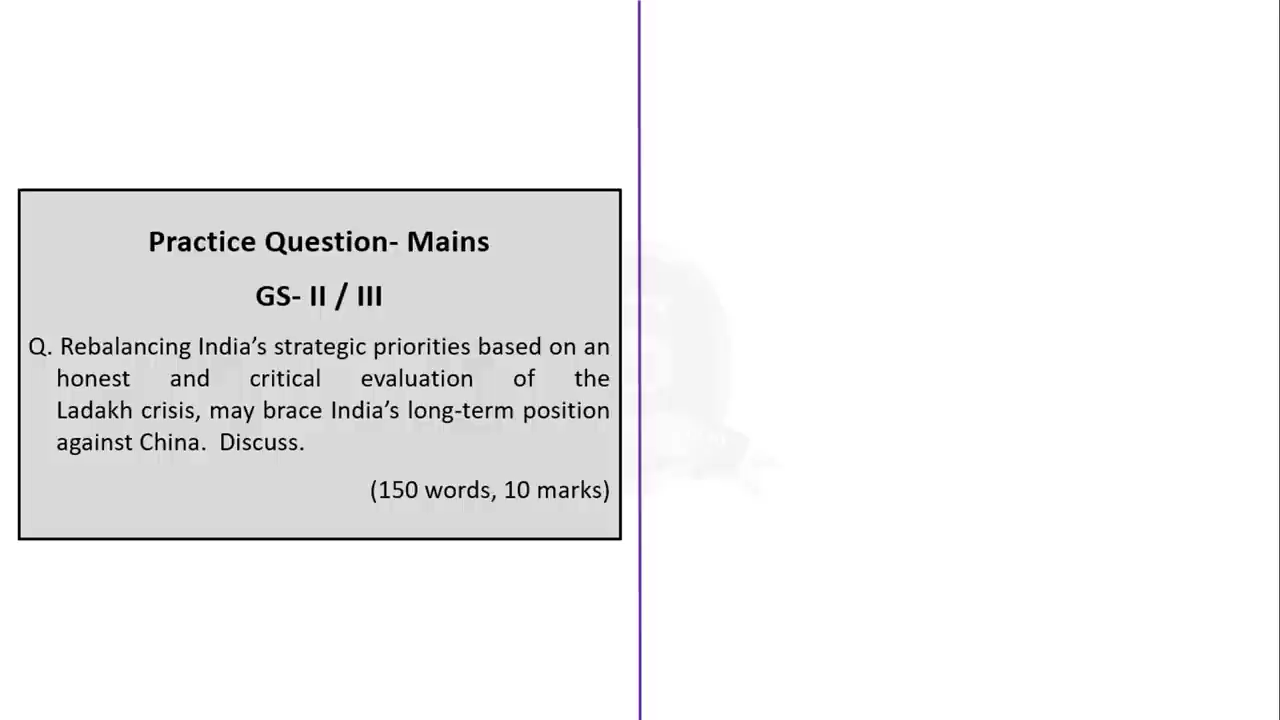 Practice Question- Mains
GS- II / III
Q. Rebalancing India’s strategic priorities based on an
honest and critical evaluation of the
Ladakh crisis, may brace India’s long-term position
against China.  Discuss.
(150 words, 10 marks)